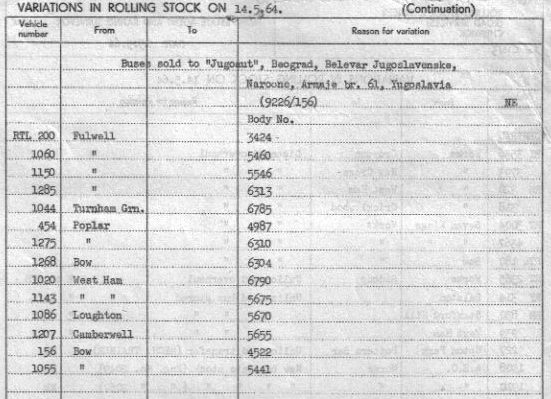 VARIATIONS IN ROLLING STOCK ON 14.5.64. (Continuation)
Vehicle number From To Reason for variation
Buses sold to "Jugoaut", Beograd, Belevar Jugoslavenske,
Naroone, Armaje br. 61, Yugoslavia
(9226/156) NE
Body No.
RTL 200 Fulwell 3424
1060 " 5460
1150 " 5546
1285 " 6313
1044 Turnham Grn. 6785
454 Poplar 4987
1275 " 6310
1268 Bow 6304
1020 West Ham 6790
1143 " " 5675
1086 Loughton 5670
1207 Camberwell 5655
156 Bow 4522
1055 " 5441